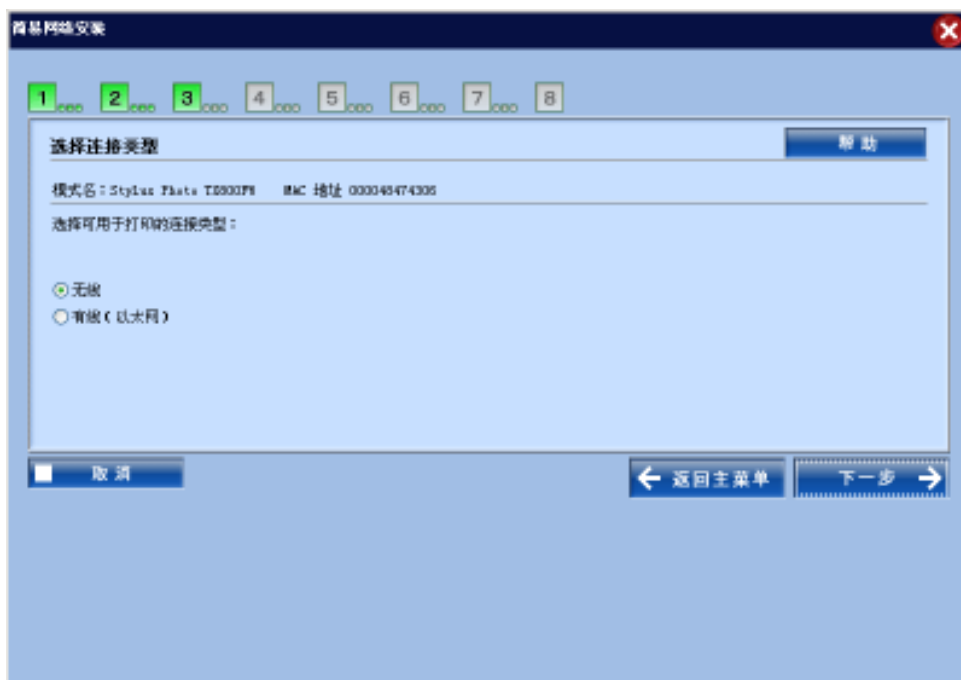 简易网络安装
1 2 3 4 5 6 7 8
选择连接类型
帮助
模式名：Stylus Photo TX800FW MAC 地址 000048474306
选择可用于打印的连接类型：
无线
有线（以太网）
取消
返回主菜单
下一步